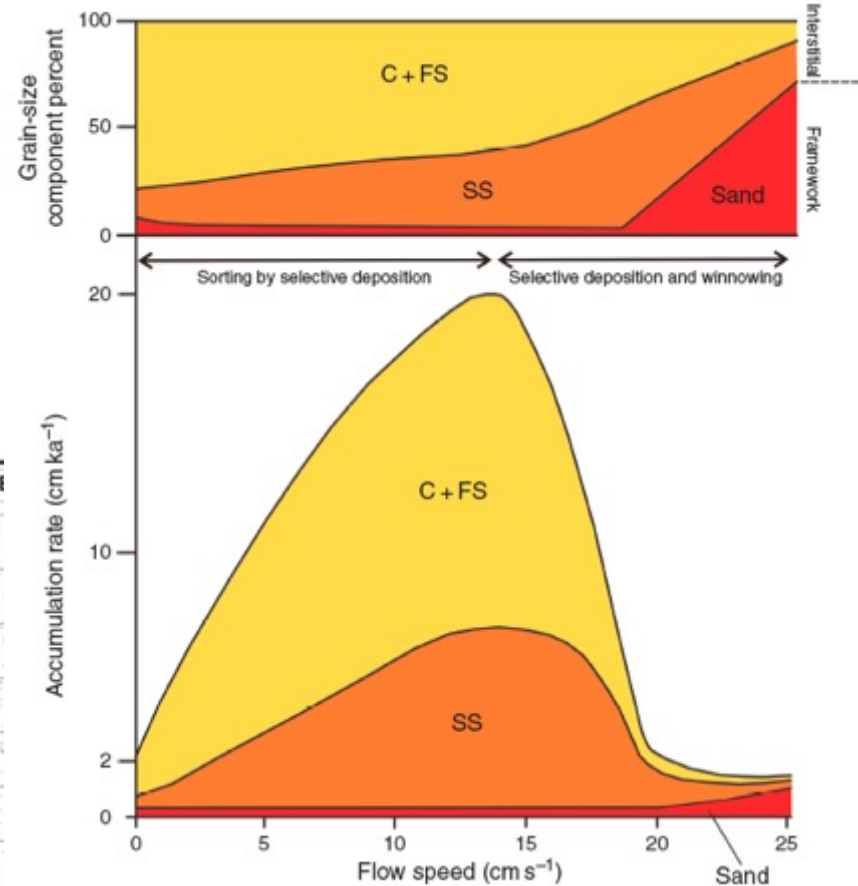 100
50
0
Grain-size
component percent
C + FS
SS
Sand
Interstitial
Framework
Sorting by selective deposition
Selective deposition and winnowing
20
10
2
0
Accumulation rate (cm ka⁻¹)
C + FS
SS
0
5
10
15
20
25
Flow speed (cm s⁻¹)
Sand